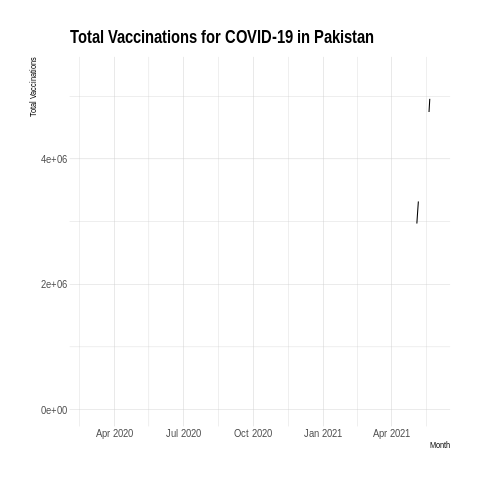 Total Vaccinations for COVID-19 in Pakistan
Total Vaccinations
4e+06
2e+06
0e+00
Apr 2020 Jul 2020 Oct 2020 Jan 2021 Apr 2021
Month